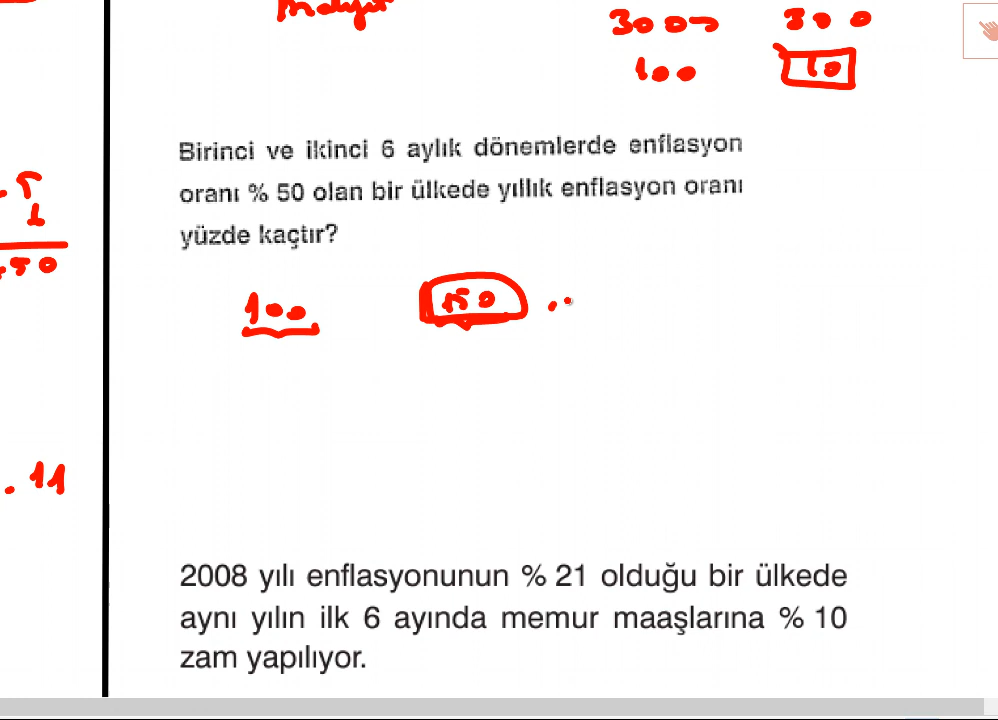 3000 300
100 10
Birinci ve ikinci 6 aylık dönemlerde enflasyon
oranı % 50 olan bir ülkede yıllık enflasyon oranı
yüzde kaçtır?
100 150 ..
50
. 11
2008 yılı enflasyonunun % 21 olduğu bir ülkede
aynı yılın ilk 6 ayında memur maaşlarına % 10
zam yapılıyor.